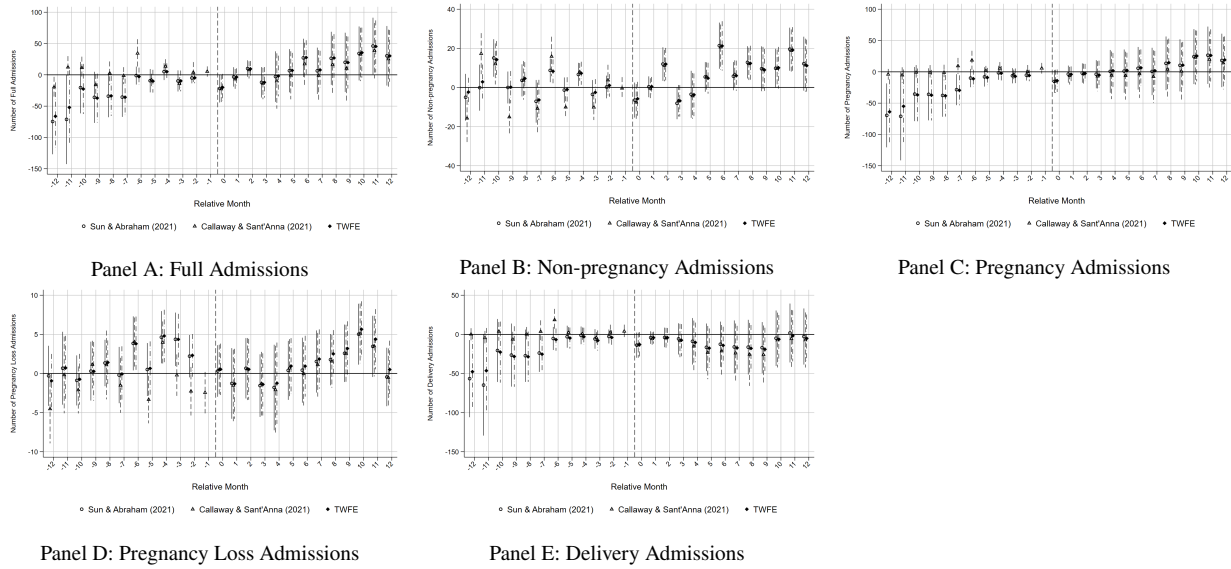 Number of Full Admissions
100
50
0
-50
-100
-150
-12 -11 -10 -9 -8 -7 -6 -5 -4 -3 -2 -1 0 1 2 3 4 5 6 7 8 9 10 11 12
Relative Month
Sun & Abraham (2021) Callaway & Sant'Anna (2021) TWFE
Panel A: Full Admissions
Number of Non-pregnancy Admissions
40
20
0
-20
-40
-12 -11 -10 -9 -8 -7 -6 -5 -4 -3 -2 -1 0 1 2 3 4 5 6 7 8 9 10 11 12
Relative Month
Sun & Abraham (2021) Callaway & Sant'Anna (2021) TWFE
Panel B: Non-pregnancy Admissions
Number of Pregnancy Admissions
100
50
0
-50
-100
-150
-12 -11 -10 -9 -8 -7 -6 -5 -4 -3 -2 -1 0 1 2 3 4 5 6 7 8 9 10 11 12
Relative Month
Sun & Abraham (2021) Callaway & Sant'Anna (2021) TWFE
Panel C: Pregnancy Admissions
Number of Pregnancy Loss Admissions
10
5
0
-5
-10
-12 -11 -10 -9 -8 -7 -6 -5 -4 -3 -2 -1 0 1 2 3 4 5 6 7 8 9 10 11 12
Relative Month
Sun & Abraham (2021) Callaway & Sant'Anna (2021) TWFE
Panel D: Pregnancy Loss Admissions
Number of Delivery Admissions
50
0
-50
-100
-150
-12 -11 -10 -9 -8 -7 -6 -5 -4 -3 -2 -1 0 1 2 3 4 5 6 7 8 9 10 11 12
Relative Month
Sun & Abraham (2021) Callaway & Sant'Anna (2021) TWFE
Panel E: Delivery Admissions